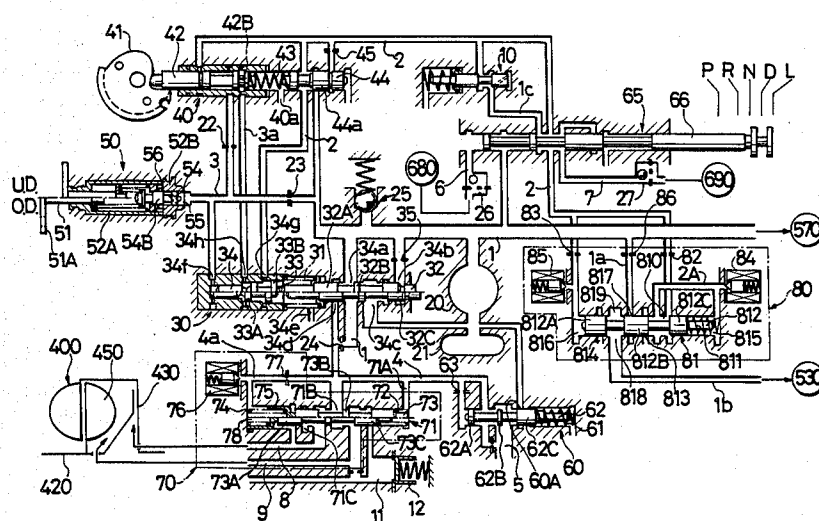 41 42 42B 43 45 2 10
44
P R N D L
40 40a 44a 1c 65 66
22 3a 2
50 56 52B 54 3 23 680 6 2 7 690
U.D. 25 26 27 86
O.D. 51 55 35 83 570
51A 52A 54B 34g 32A 34a 34b 1
34h 33B 31 32B 85 1a 810 82 2A 84
34f 34 33 32 817 812C 80
20 819 812
30 33A 34e 34c 32C 812A 815
34d 24 21 816 814 812B 81 811
4a 77 73B 1 71A 4 63 818 813 530
400 450 430 76 75 71B 72 73 62 1b
74 71 61
78 73C 62A 62C 60
420 73A 8 62B 5 60A
70 9 71C 11 12